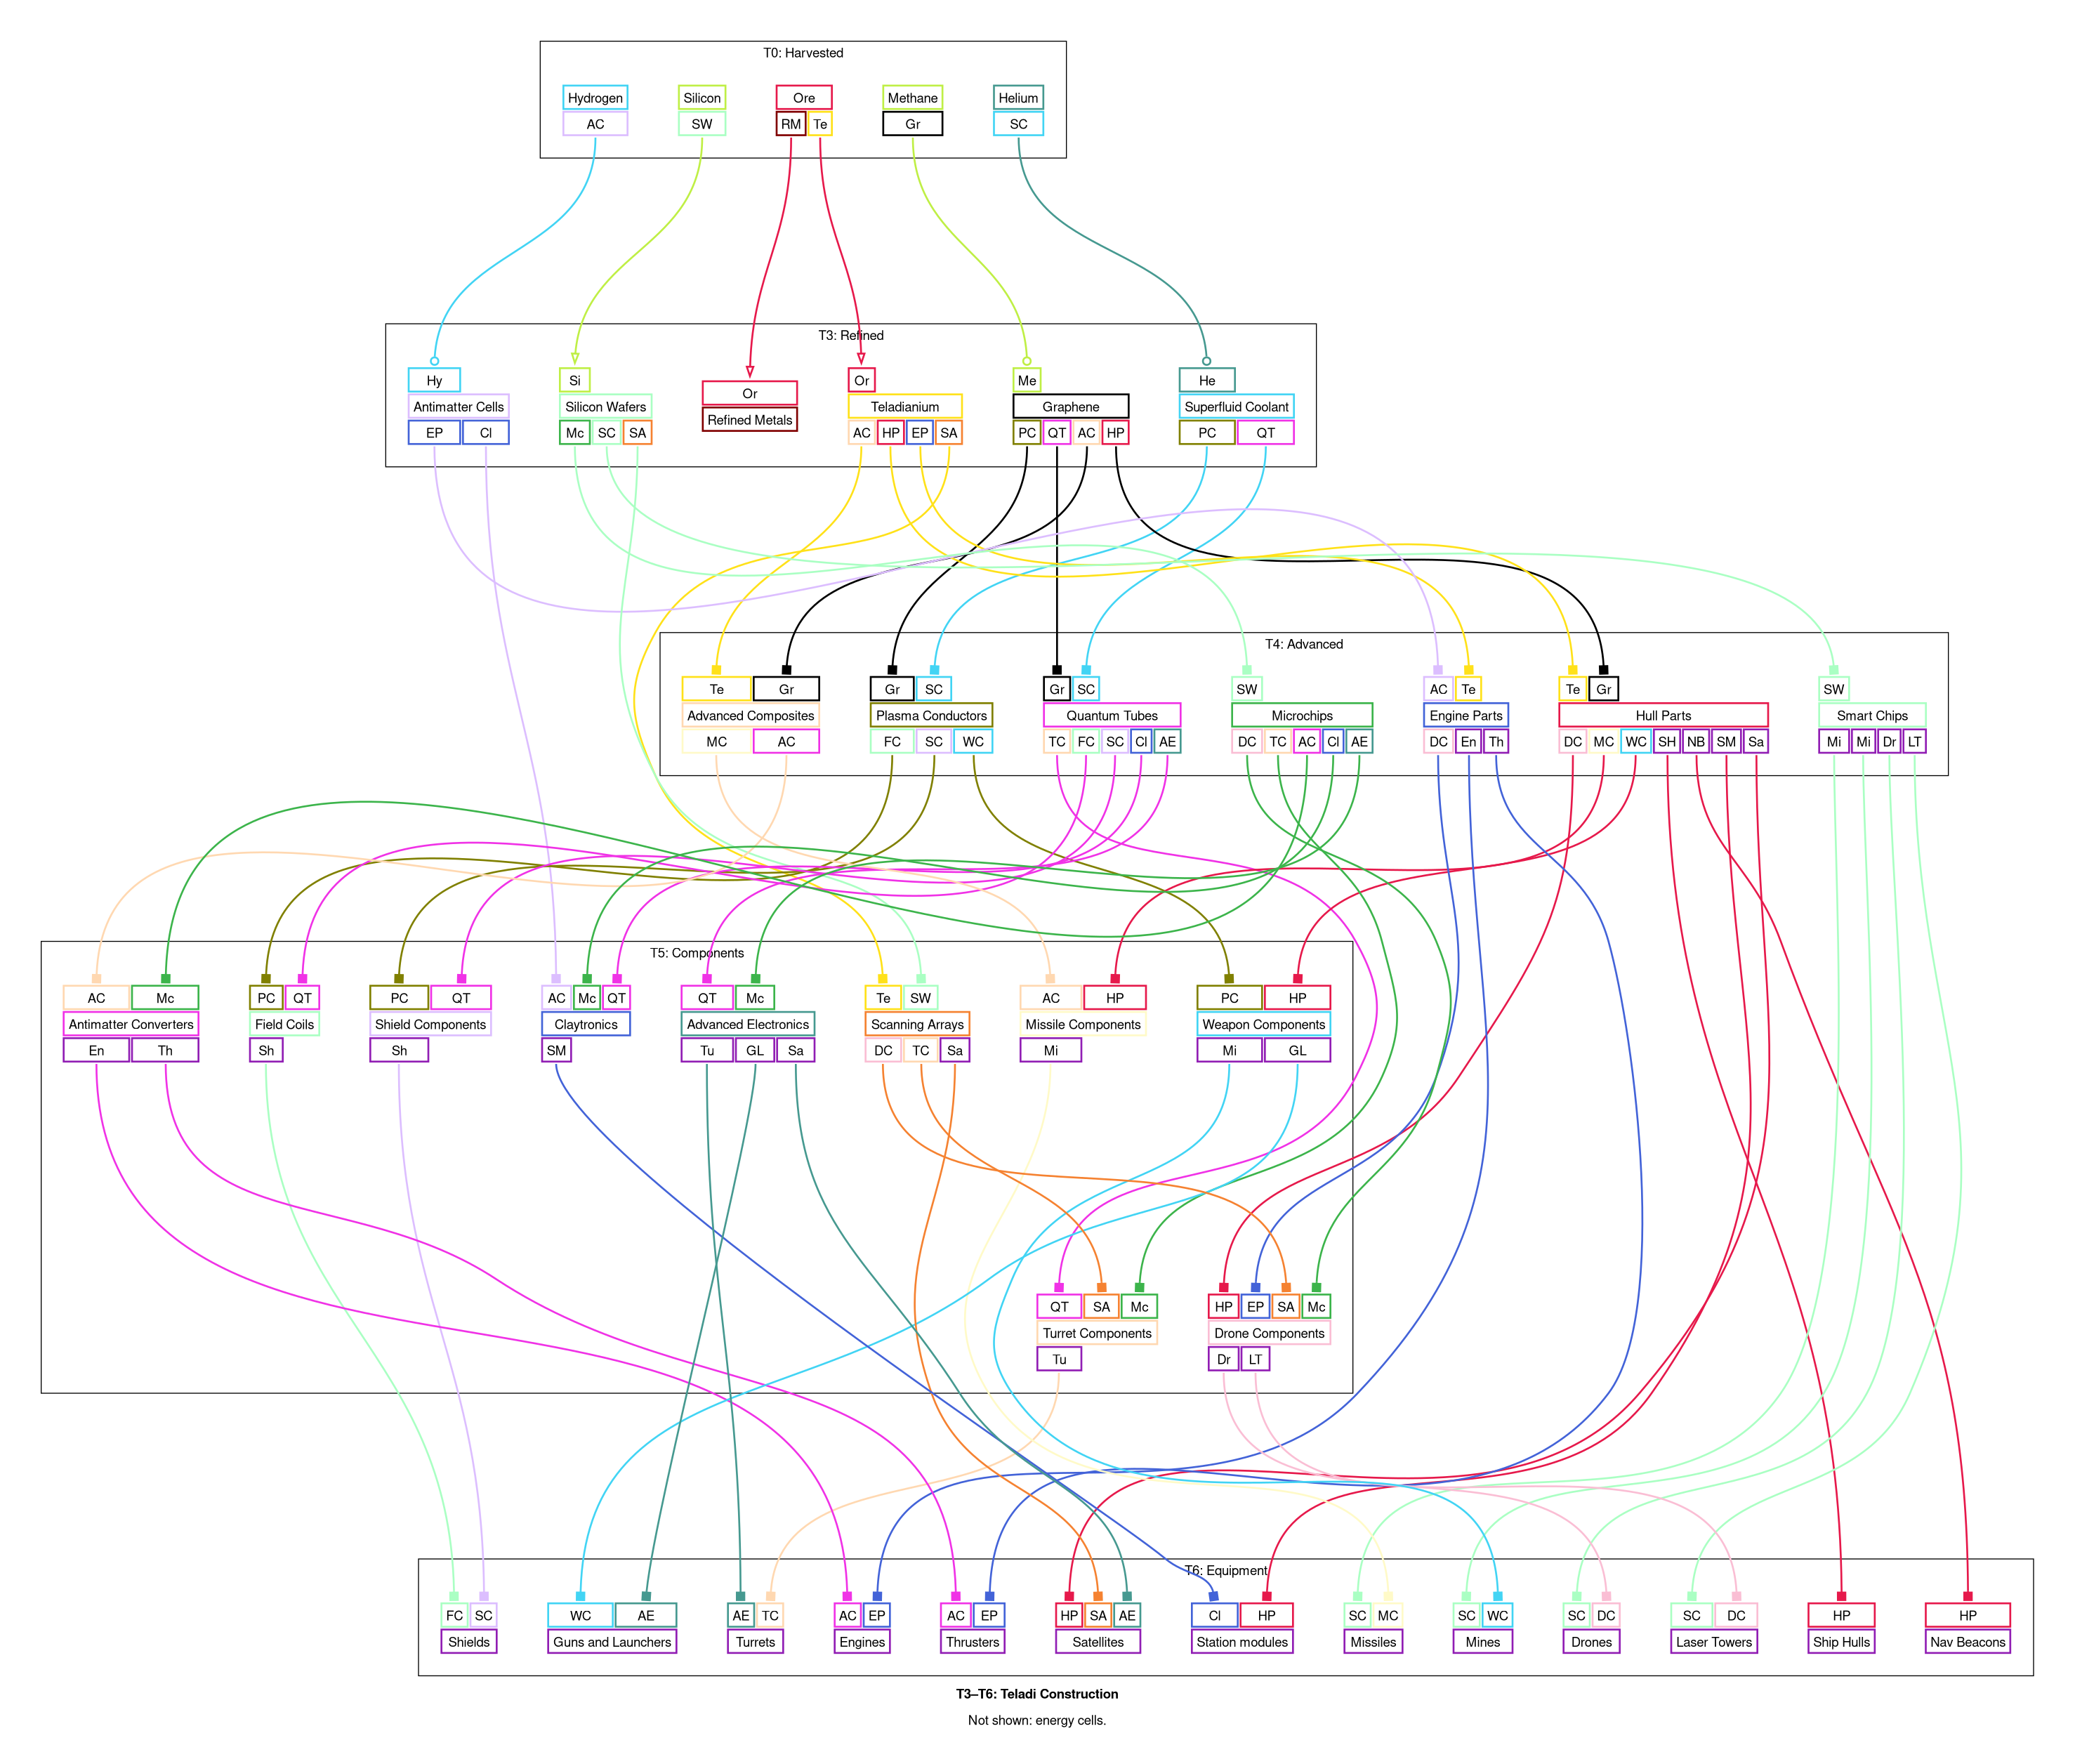 T0: Harvested
Hydrogen Silicon Ore Methane Helium
AC SW RM Te Gr SC
T3: Refined
Hy Si Or Me He
Or
Antimatter Cells Silicon Wafers Teladianium Graphene Superfluid Coolant
Refined Metals
EP Cl Mc SC SA AC HP EP SA PC QT AC HP PC QT
T4: Advanced
Te Gr Gr SC Gr SC SW AC Te Te Gr SW
Advanced Composites Plasma Conductors Quantum Tubes Microchips Engine Parts Hull Parts Smart Chips
MC AC FC SC WC TC FC SC Cl AE DC TC AC Cl AE DC En Th DC MC WC SH NB SM Sa Mi Mi Dr LT
T5: Components
AC Mc PC QT PC QT AC Mc QT QT Mc Te SW AC HP PC HP
Antimatter Converters Field Coils Shield Components Claytronics Advanced Electronics Scanning Arrays Missile Components Weapon Components
En Th Sh Sh SM Tu GL Sa DC TC Sa Mi Mi GL
QT SA Mc HP EP SA Mc
Turret Components Drone Components
Tu Dr LT
T6: Equipment
FC SC WC AE AE TC AC EP AC EP HP SA AE Cl HP SC MC SC WC SC DC SC DC HP HP
Shields Guns and Launchers Turrets Engines Thrusters Satellites Station modules Missiles Mines Drones Laser Towers Ship Hulls Nav Beacons
T3–T6: Teladi Construction
Not shown: energy cells.